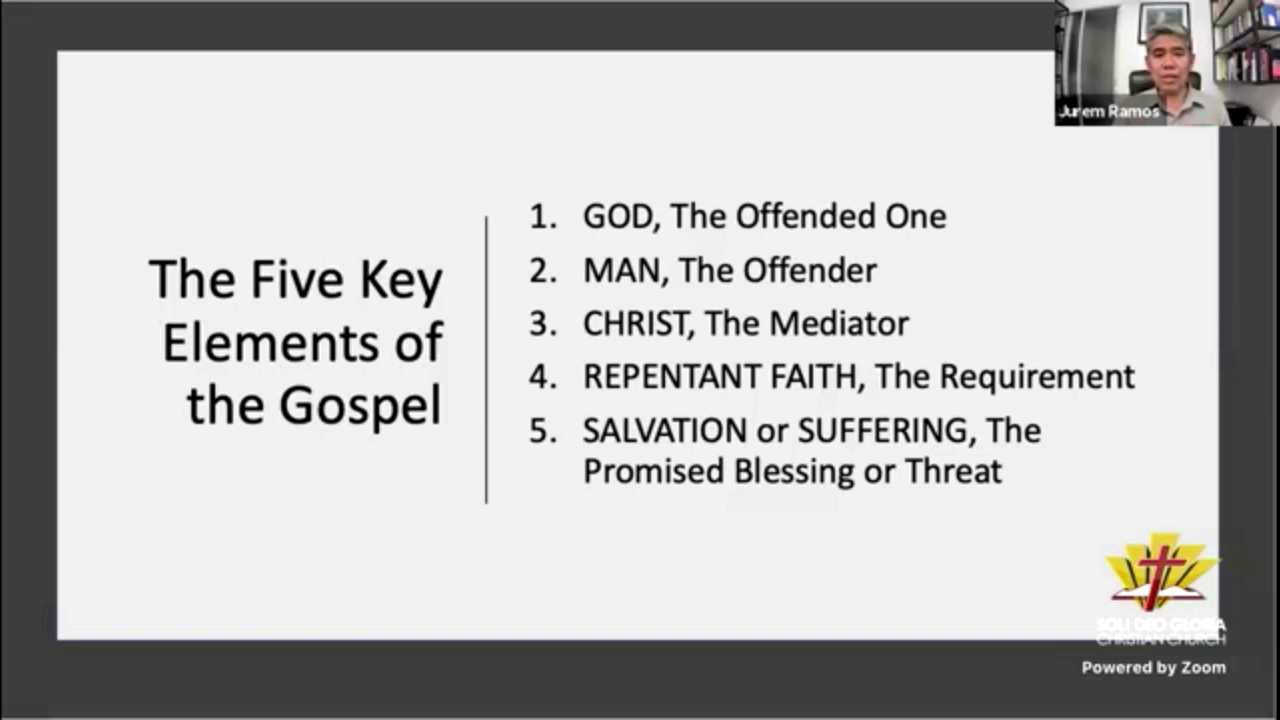 Jurem Ramos
The Five Key
Elements of
the Gospel
1. GOD, The Offended One
2. MAN, The Offender
3. CHRIST, The Mediator
4. REPENTANT FAITH, The Requirement
5. SALVATION or SUFFERING, The
Promised Blessing or Threat
SOLI DEO GLORIA
CHRISTIAN CHURCH
Powered by Zoom